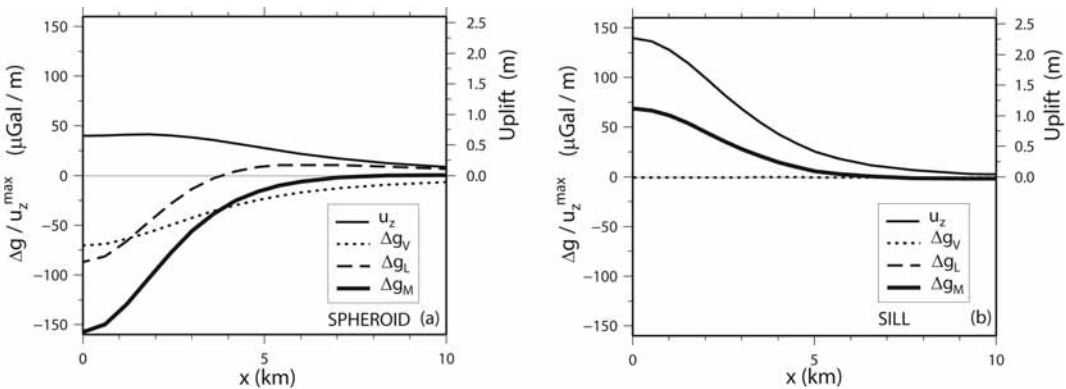 150
100
50
0
−50
−100
−150
Δg / u_z^max (μGal / m)
2.5
2.0
1.5
1.0
0.5
0.0
Uplift (m)
u_z
Δg_V
Δg_L
Δg_M
SPHEROID (a)
0 5 10
x (km)
150
100
50
0
−50
−100
−150
Δg / u_z^max (μGal / m)
2.5
2.0
1.5
1.0
0.5
0.0
Uplift (m)
u_z
Δg_V
Δg_L
Δg_M
SILL (b)
0 5 10
x (km)